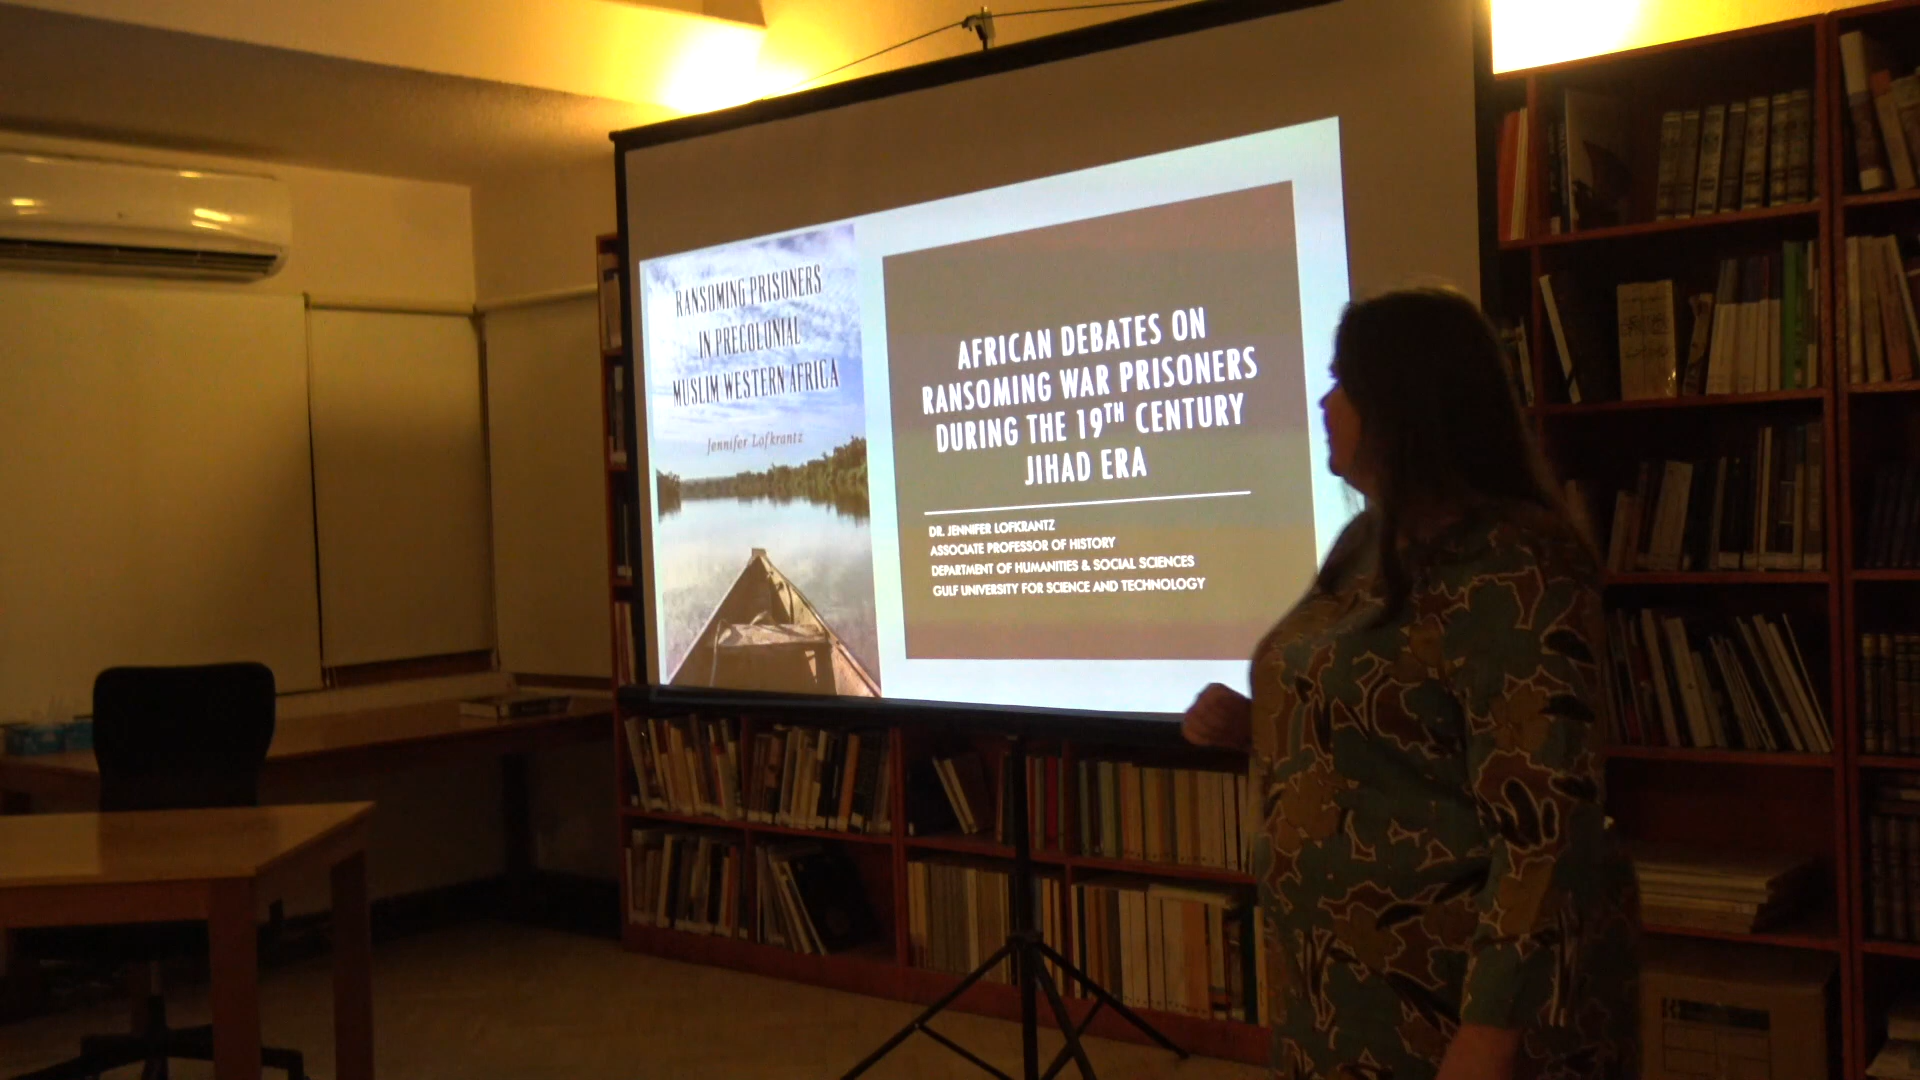 RANSOMING PRISONERS
IN PRECOLONIAL
MUSLIM WESTERN AFRICA
Jennifer Lofkrantz
AFRICAN DEBATES ON
RANSOMING WAR PRISONERS
DURING THE 19TH CENTURY
JIHAD ERA
DR. JENNIFER LOFKRANTZ
ASSOCIATE PROFESSOR OF HISTORY
DEPARTMENT OF HUMANITIES & SOCIAL SCIENCES
GULF UNIVERSITY FOR SCIENCE AND TECHNOLOGY